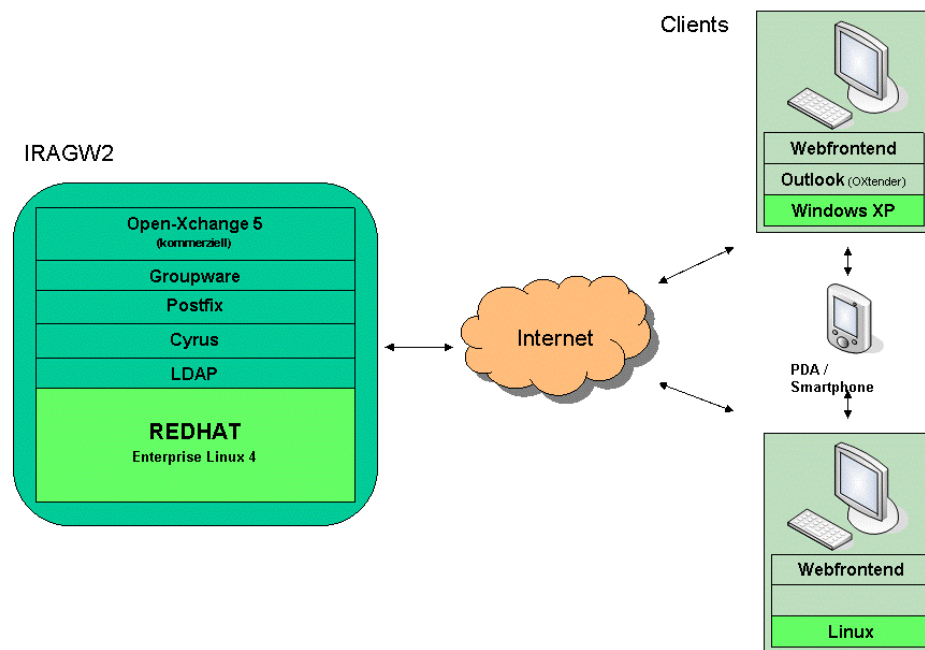 Clients
IRAGW2
Open-Xchange 5
(kommerziell)
Groupware
Postfix
Cyrus
LDAP
REDHAT
Enterprise Linux 4
Internet
Webfrontend
Outlook (OXtender)
Windows XP
PDA /
Smartphone
Webfrontend
Linux